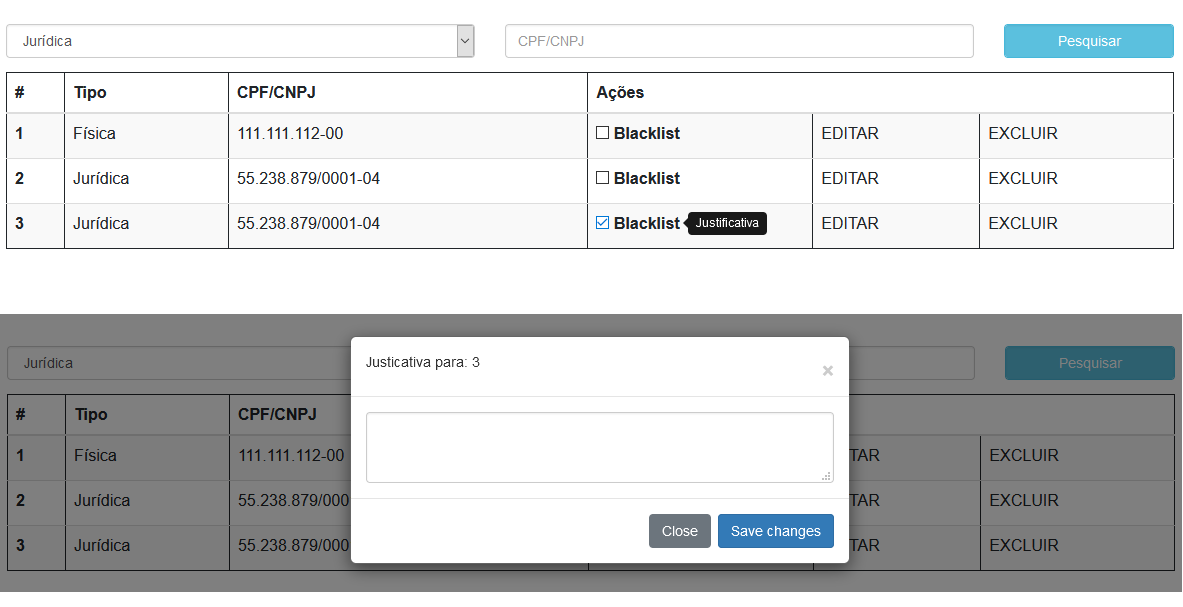 Jurídica CPF/CNPJ Pesquisar
# Tipo CPF/CNPJ Ações
1 Física 111.111.112-00 Blacklist EDITAR EXCLUIR
2 Jurídica 55.238.879/0001-04 Blacklist EDITAR EXCLUIR
3 Jurídica 55.238.879/0001-04 Blacklist Justificativa EDITAR EXCLUIR
Jurídica Pesquisar
Justicativa para: 3
×
# Tipo CPF/CNPJ
1 Física 111.111.112-00 TAR EXCLUIR
2 Jurídica 55.238.879/000 TAR EXCLUIR
Close Save changes
3 Jurídica 55.238.879/000 TAR EXCLUIR